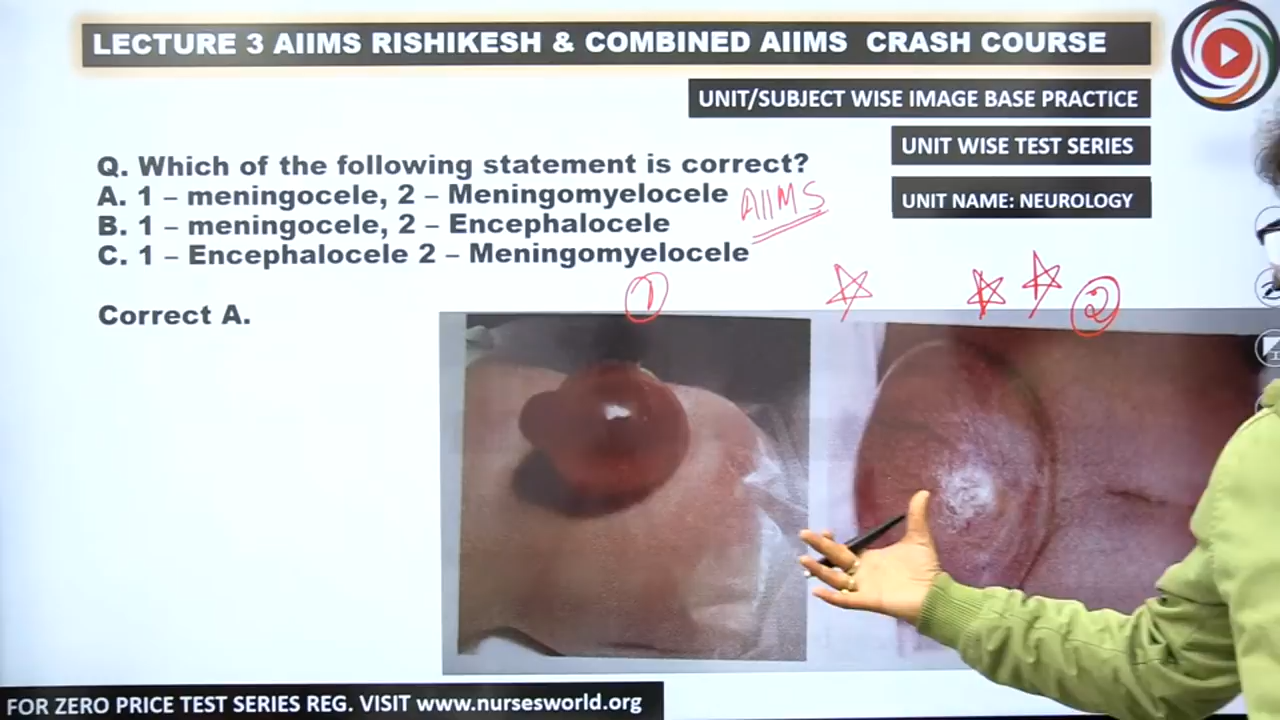 LECTURE 3 AIIMS RISHIKESH & COMBINED AIIMS CRASH COURSE
UNIT/SUBJECT WISE IMAGE BASE PRACTICE
UNIT WISE TEST SERIES
UNIT NAME: NEUROLOGY
Q. Which of the following statement is correct?
A. 1 – meningocele, 2 – Meningomyelocele
AIIMS
B. 1 – meningocele, 2 – Encephalocele
C. 1 – Encephalocele 2 – Meningomyelocele
1
2
Correct A.
FOR ZERO PRICE TEST SERIES REG. VISIT www.nursesworld.org